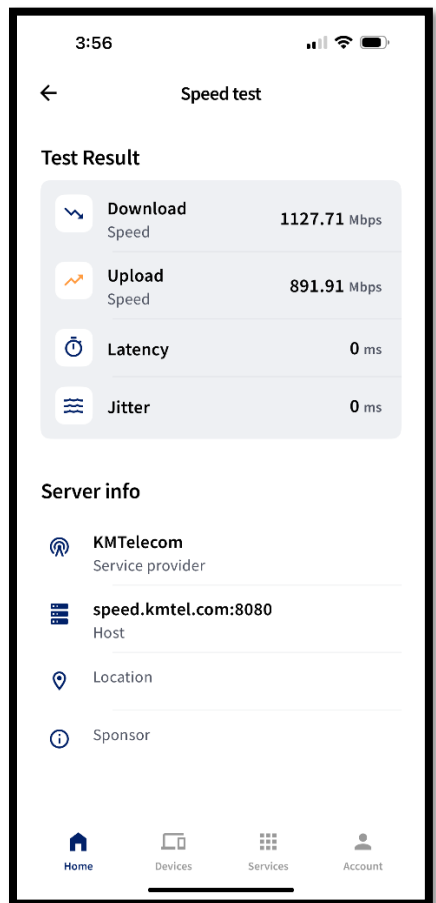 3:56
Speed test
Test Result
Download
Speed
1127.71 Mbps
Upload
Speed
891.91 Mbps
Latency
0 ms
Jitter
0 ms
Server info
KMTelecom
Service provider
speed.kmtel.com:8080
Host
Location
Sponsor
Home Devices Services Account